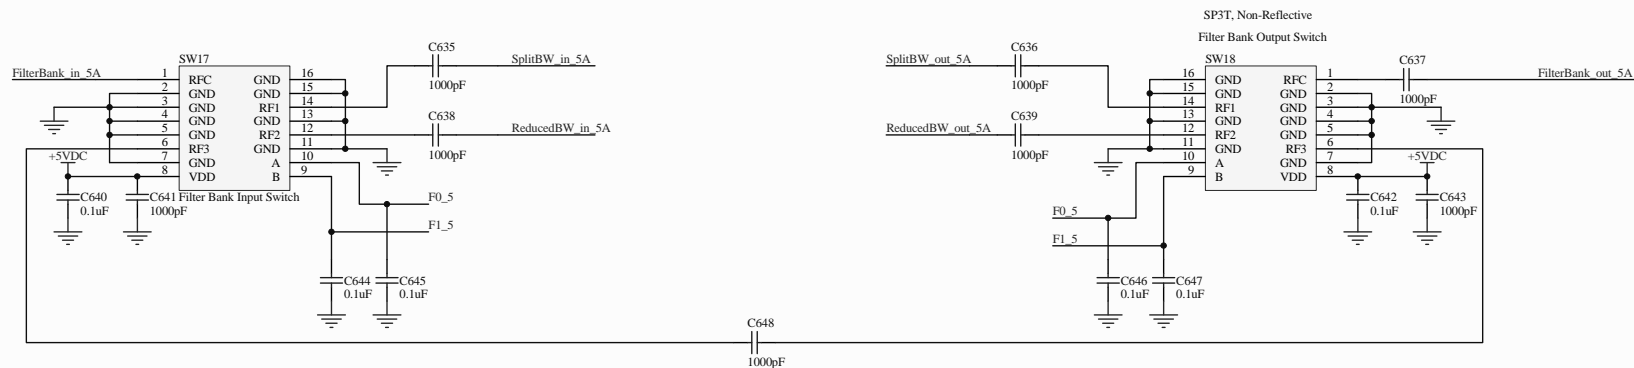 SP3T, Non-Reflective
Filter Bank Output Switch
SW17
FilterBank_in_5A
1 RFC GND 16
2 GND GND 15
3 GND RF1 14
4 GND GND 13
5 GND RF2 12
6 RF3 GND 11
7 GND A 10
8 VDD B 9
Filter Bank Input Switch
C635
1000pF
SplitBW_in_5A
C638
1000pF
ReducedBW_in_5A
+5VDC
C640
0.1uF
C641
1000pF
F0_5
F1_5
C644
0.1uF
C645
0.1uF
SplitBW_out_5A
C636
1000pF
ReducedBW_out_5A
C639
1000pF
SW18
16 GND RFC 1
15 GND GND 2
14 RF1 GND 3
13 GND GND 4
12 RF2 GND 5
11 GND RF3 6
10 A GND 7
9 B VDD 8
C637
1000pF
FilterBank_out_5A
+5VDC
C642
0.1uF
C643
1000pF
F0_5
F1_5
C646
0.1uF
C647
0.1uF
C648
1000pF